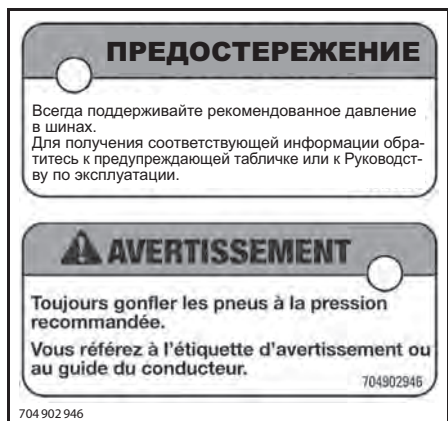 ПРЕДОСТЕРЕЖЕНИЕ
Всегда поддерживайте рекомендованное давление
в шинах.
Для получения соответствующей информации обра-
титесь к предупреждающей табличке или к Руководст-
ву по эксплуатации.
AVERTISSEMENT
Toujours gonfler les pneus à la pression
recommandée.
Vous référez à l'étiquette d'avertissement ou
au guide du conducteur.
704902946
704 902 946